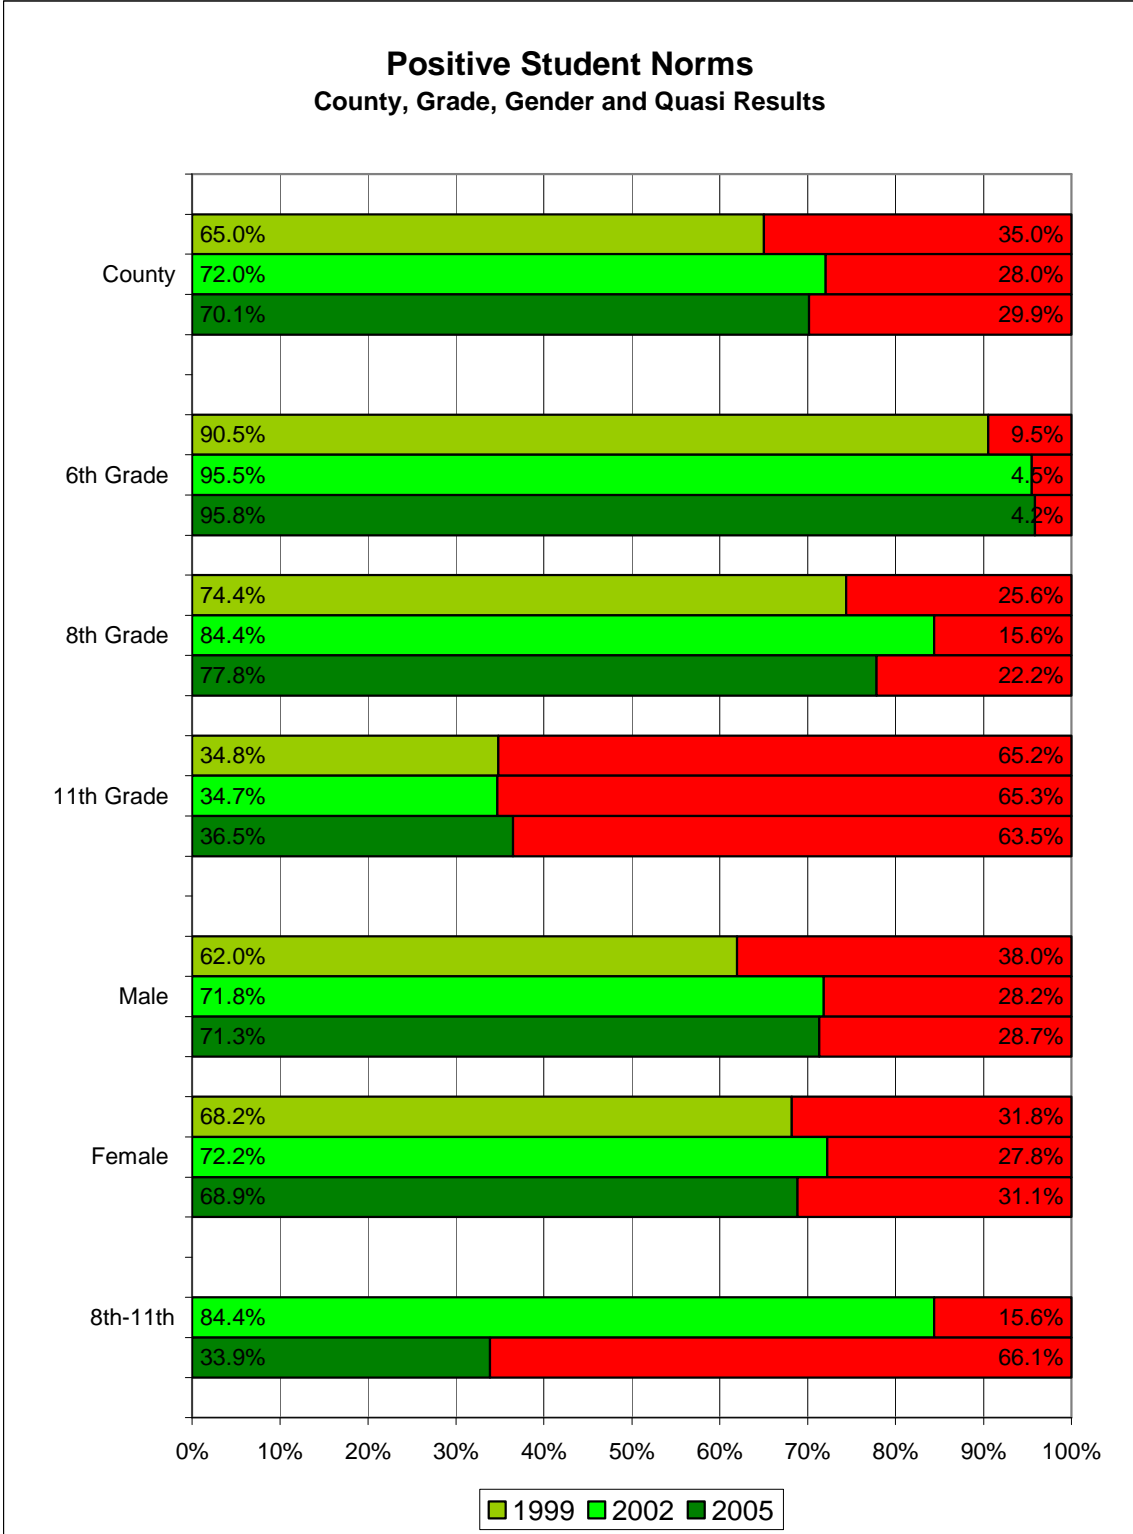 Positive Student Norms
County, Grade, Gender and Quasi Results
65.0% 35.0%
County 72.0% 28.0%
70.1% 29.9%
90.5% 9.5%
6th Grade 95.5% 4.5%
95.8% 4.2%
74.4% 25.6%
8th Grade 84.4% 15.6%
77.8% 22.2%
34.8% 65.2%
11th Grade 34.7% 65.3%
36.5% 63.5%
62.0% 38.0%
Male 71.8% 28.2%
71.3% 28.7%
68.2% 31.8%
Female 72.2% 27.8%
68.9% 31.1%
8th-11th 84.4% 15.6%
33.9% 66.1%
0% 10% 20% 30% 40% 50% 60% 70% 80% 90% 100%
1999 2002 2005